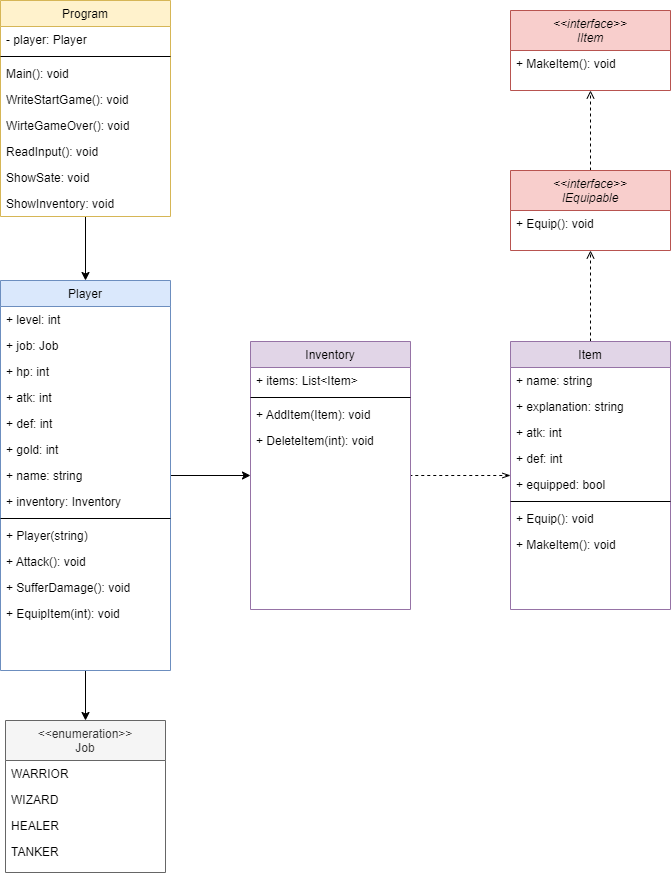 Program
- player: Player
Main(): void
WriteStartGame(): void
WirteGameOver(): void
ReadInput(): void
ShowSate: void
ShowInventory: void
Player
+ level: int
+ job: Job
+ hp: int
+ atk: int
+ def: int
+ gold: int
+ name: string
+ inventory: Inventory
+ Player(string)
+ Attack(): void
+ SufferDamage(): void
+ EquipItem(int): void
<<enumeration>>
Job
WARRIOR
WIZARD
HEALER
TANKER
Inventory
+ items: List<Item>
+ AddItem(Item): void
+ DeleteItem(int): void
<<interface>>
IItem
+ MakeItem(): void
<<interface>>
IEquipable
+ Equip(): void
Item
+ name: string
+ explanation: string
+ atk: int
+ def: int
+ equipped: bool
+ Equip(): void
+ MakeItem(): void